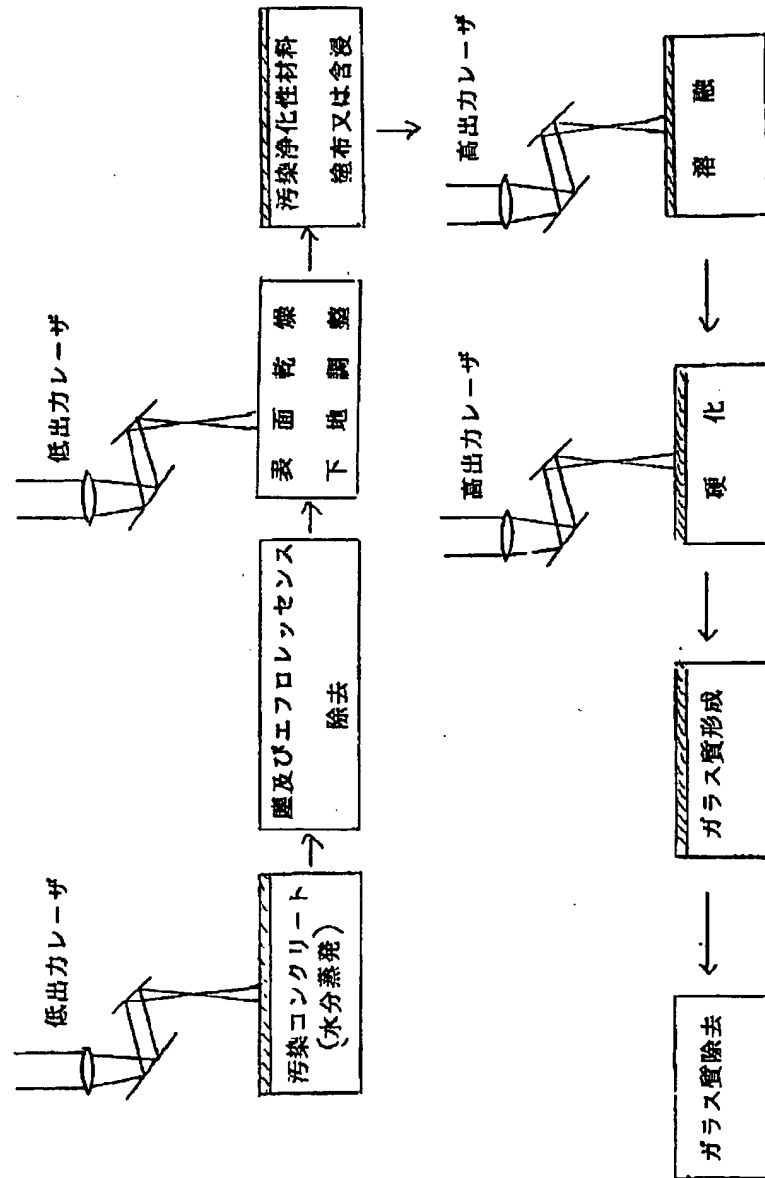 低出力レーザ
汚染コンクリート
(水分蒸発)
塵及びエフロレッセンス
除去
低出力レーザ
表面乾燥
下地調整
汚染浄化性材料
塗布又は含浸
高出力レーザ
溶融
高出力レーザ
硬化
ガラス質形成
ガラス質除去